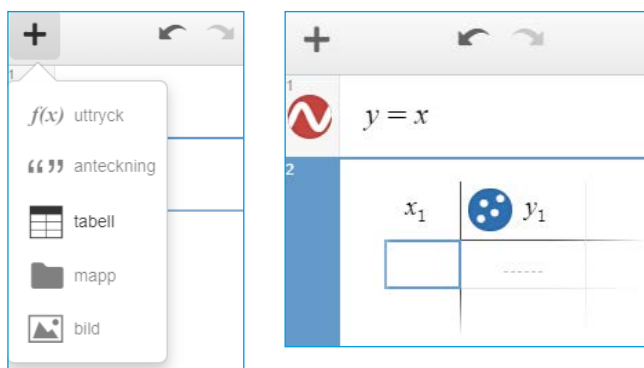 +
1
f(x) uttryck
“ ” anteckning
tabell
mapp
bild
+
1
y = x
2
x₁ y₁